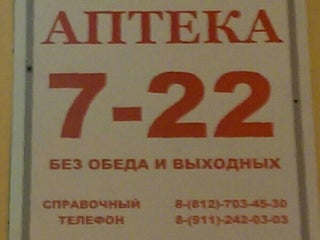 АПТЕКА
7-22
БЕЗ ОБЕДА И ВЫХОДНЫХ
СПРАВОЧНЫЙ 8-(812)-703-45-30
ТЕЛЕФОН 8-(911)-242-03-03